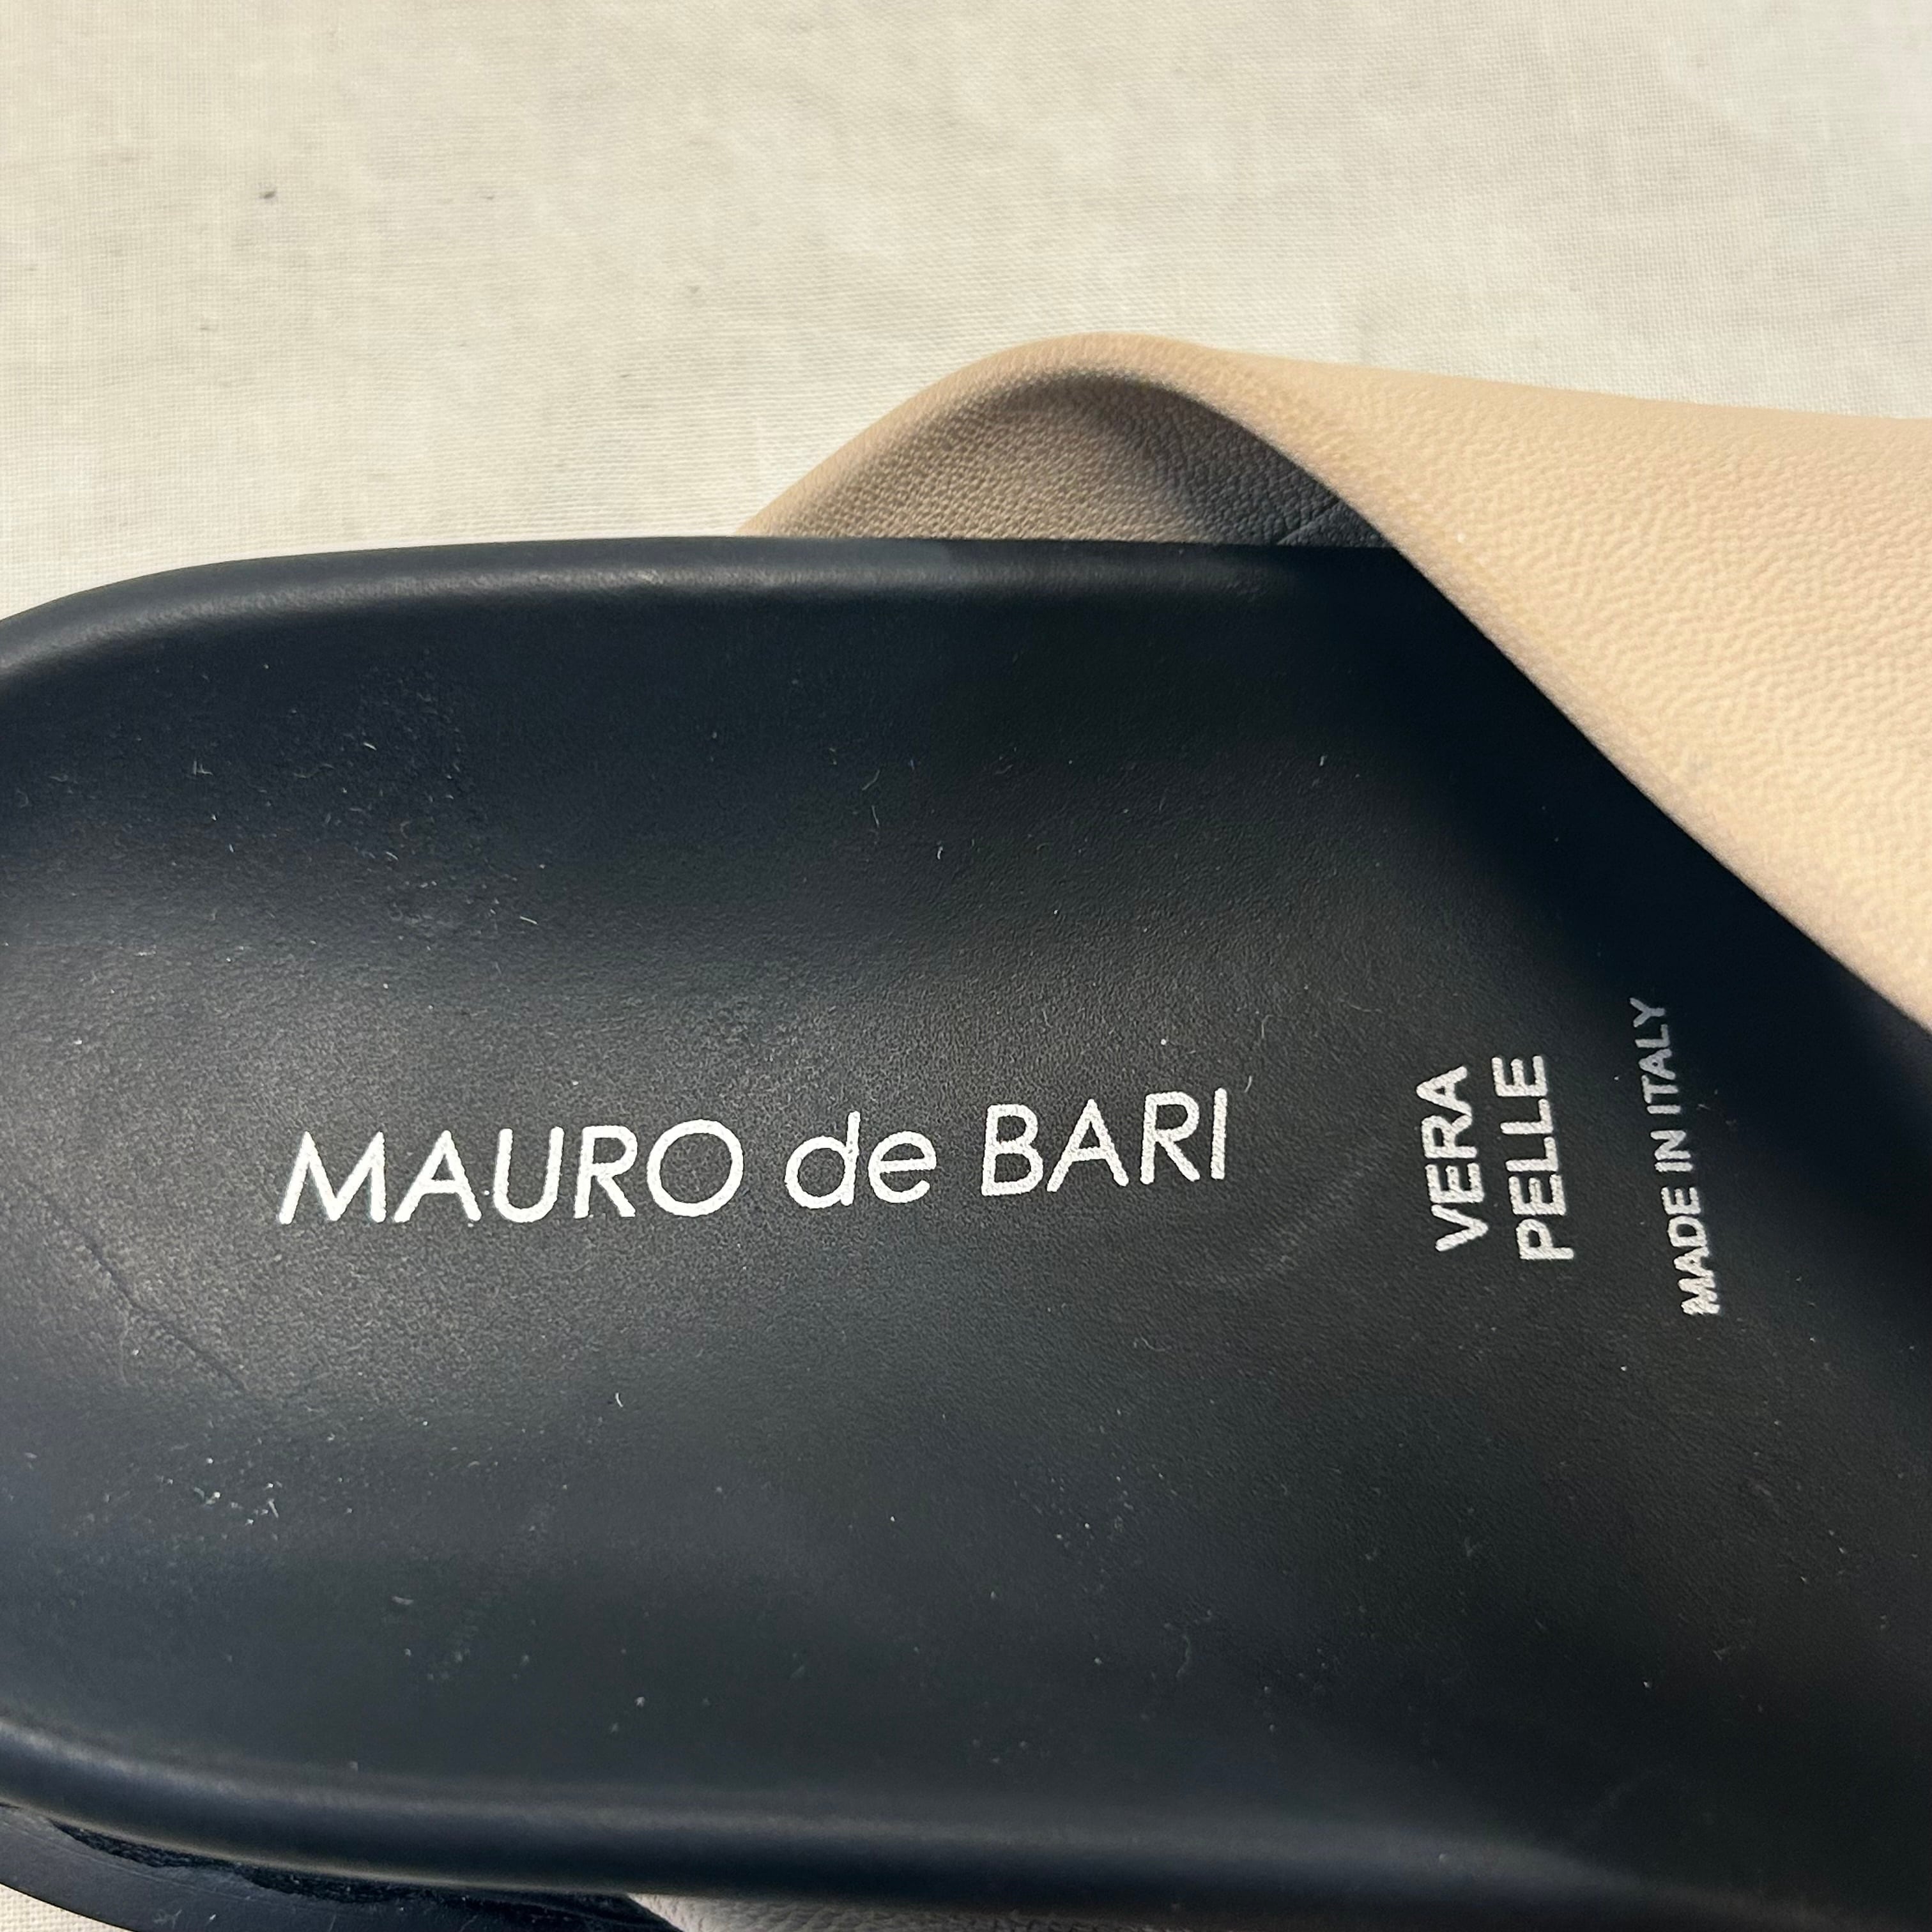 MAURO de BARI
VERA
PELLE
MADE IN ITALY